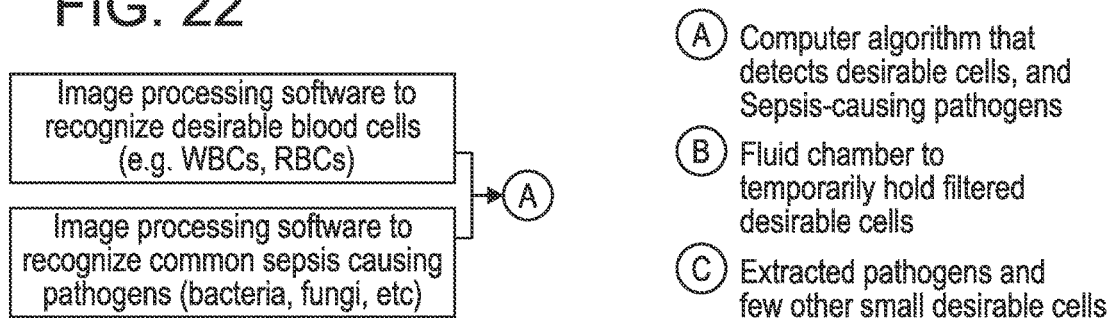 FIG. 22
Image processing software to
recognize desirable blood cells
(e.g. WBCs, RBCs)
Image processing software to
recognize common sepsis causing
pathogens (bacteria, fungi, etc)
A
A Computer algorithm that
detects desirable cells, and
Sepsis-causing pathogens
B Fluid chamber to
temporarily hold filtered
desirable cells
C Extracted pathogens and
few other small desirable cells